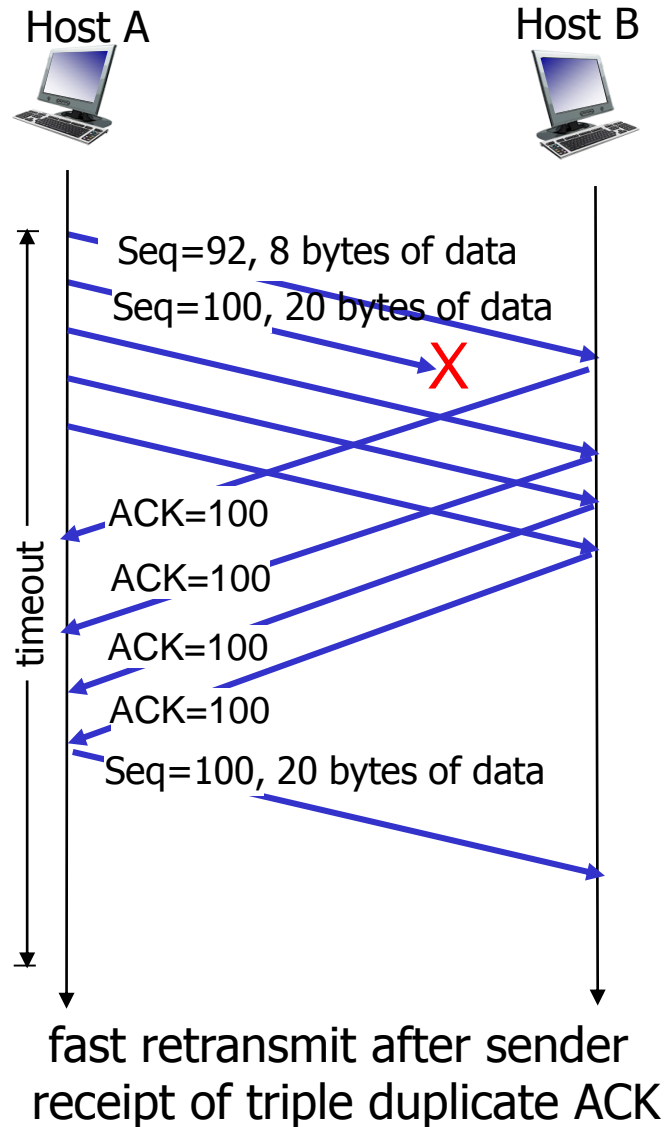 Host A
Host B
Seq=92, 8 bytes of data
Seq=100, 20 bytes of data
X
ACK=100
timeout
ACK=100
ACK=100
ACK=100
Seq=100, 20 bytes of data
fast retransmit after sender
receipt of triple duplicate ACK